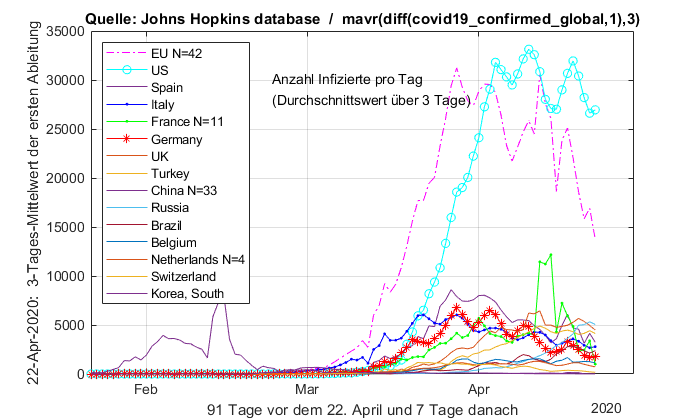 Quelle: Johns Hopkins database / mavr(diff(covid19_confirmed_global,1),3)
22-Apr-2020: 3-Tages-Mittelwert der ersten Ableitung
35000
30000
25000
20000
15000
10000
5000
0
EU N=42
US
Spain
Italy
France N=11
Germany
UK
Turkey
China N=33
Russia
Brazil
Belgium
Netherlands N=4
Switzerland
Korea, South
Anzahl Infizierte pro Tag
(Durchschnittswert über 3 Tage)
Feb
Mar
Apr
91 Tage vor dem 22. April und 7 Tage danach
2020